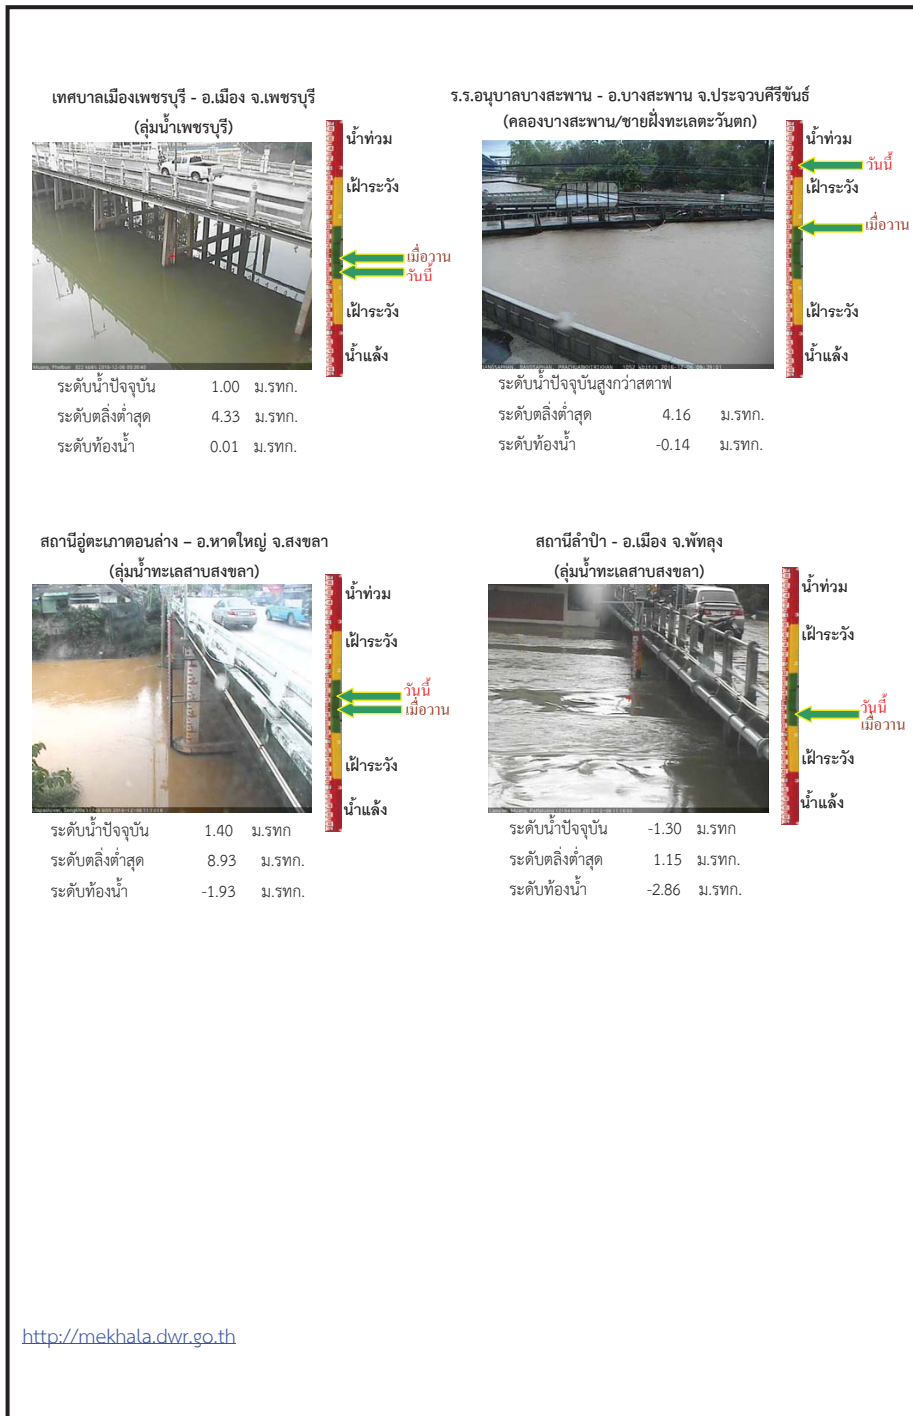 เทศบาลเมืองเพชรบุรี - อ.เมือง จ.เพชรบุรี
(ลุ่มน้ำเพชรบุรี)
น้ำท่วม
เฝ้าระวัง
เมื่อวาน
วันนี้
เฝ้าระวัง
น้ำแล้ง
ระดับน้ำปัจจุบัน 1.00 ม.รทก.
ระดับตลิ่งต่ำสุด 4.33 ม.รทก.
ระดับท้องน้ำ 0.01 ม.รทก.
ร.ร.อนุบาลบางสะพาน - อ.บางสะพาน จ.ประจวบคีรีขันธ์
(คลองบางสะพาน/ชายฝั่งทะเลตะวันตก)
น้ำท่วม
วันนี้
เฝ้าระวัง
เมื่อวาน
เฝ้าระวัง
น้ำแล้ง
ระดับน้ำปัจจุบันสูงกว่าสตาฟ
ระดับตลิ่งต่ำสุด 4.16 ม.รทก.
ระดับท้องน้ำ -0.14 ม.รทก.
สถานีอู่ตะเภาตอนล่าง – อ.หาดใหญ่ จ.สงขลา
(ลุ่มน้ำทะเลสาบสงขลา)
น้ำท่วม
เฝ้าระวัง
วันนี้
เมื่อวาน
เฝ้าระวัง
น้ำแล้ง
ระดับน้ำปัจจุบัน 1.40 ม.รทก
ระดับตลิ่งต่ำสุด 8.93 ม.รทก.
ระดับท้องน้ำ -1.93 ม.รทก.
สถานีลำปำ - อ.เมือง จ.พัทลุง
(ลุ่มน้ำทะเลสาบสงขลา)
น้ำท่วม
เฝ้าระวัง
วันนี้
เมื่อวาน
เฝ้าระวัง
น้ำแล้ง
ระดับน้ำปัจจุบัน -1.30 ม.รทก
ระดับตลิ่งต่ำสุด 1.15 ม.รทก.
ระดับท้องน้ำ -2.86 ม.รทก.
http://mekhala.dwr.go.th